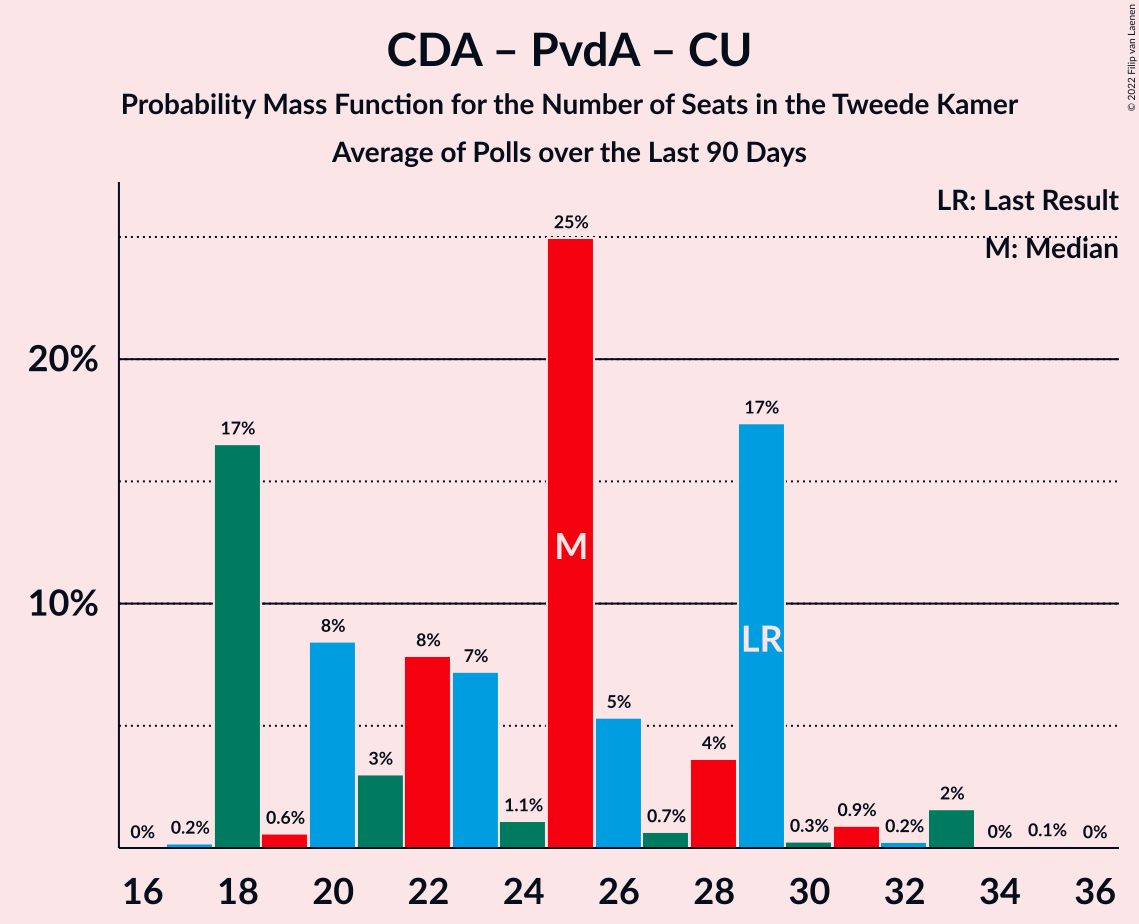 CDA – PvdA – CU
Probability Mass Function for the Number of Seats in the Tweede Kamer
Average of Polls over the Last 90 Days
© 2022 Filip van Laenen
LR: Last Result
M: Median
20%
10%
0%
0.2%
17%
0.6%
8%
3%
8%
7%
1.1%
25%
5%
0.7%
4%
17%
0.3%
0.9%
0.2%
2%
0%
0.1%
0%
M
LR
16 18 20 22 24 26 28 30 32 34 36